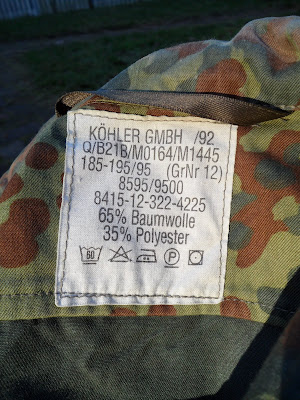 KÖHLER GMBH /92
Q/B21B/M0164/M1445
185-195/95 (GrNr 12)
8595/9500
8415-12-322-4225
65% Baumwolle
35% Polyester
60 P